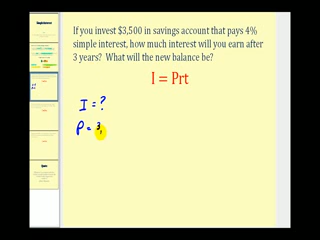 If you invest $3,500 in savings account that pays 4%
simple interest, how much interest will you earn after
3 years? What will the new balance be?
I = Prt
I = ?
P = 3,